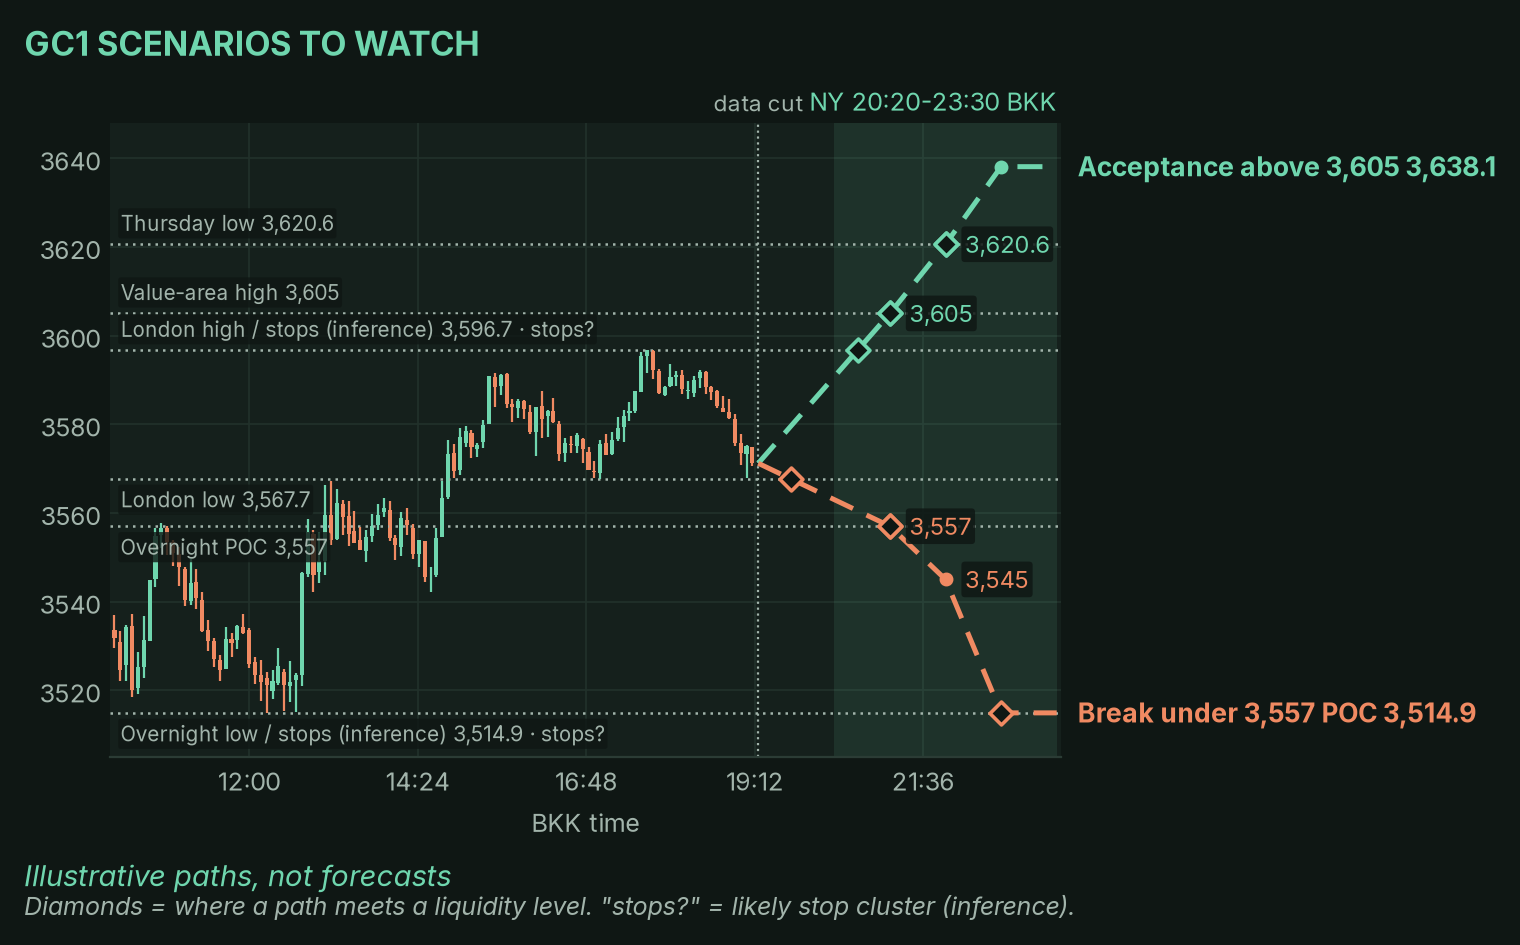 GC1 SCENARIOS TO WATCH
data cut NY 20:20-23:30 BKK
3640
Acceptance above 3,605 3,638.1
Thursday low 3,620.6
3620
3,620.6
Value-area high 3,605
3,605
London high / stops (inference) 3,596.7 · stops?
3600
3580
London low 3,567.7
3560
3,557
Overnight POC 3,557
3,545
3540
3520
Break under 3,557 POC 3,514.9
Overnight low / stops (inference) 3,514.9 · stops?
12:00 14:24 16:48 19:12 21:36
BKK time
Illustrative paths, not forecasts
Diamonds = where a path meets a liquidity level. "stops?" = likely stop cluster (inference).